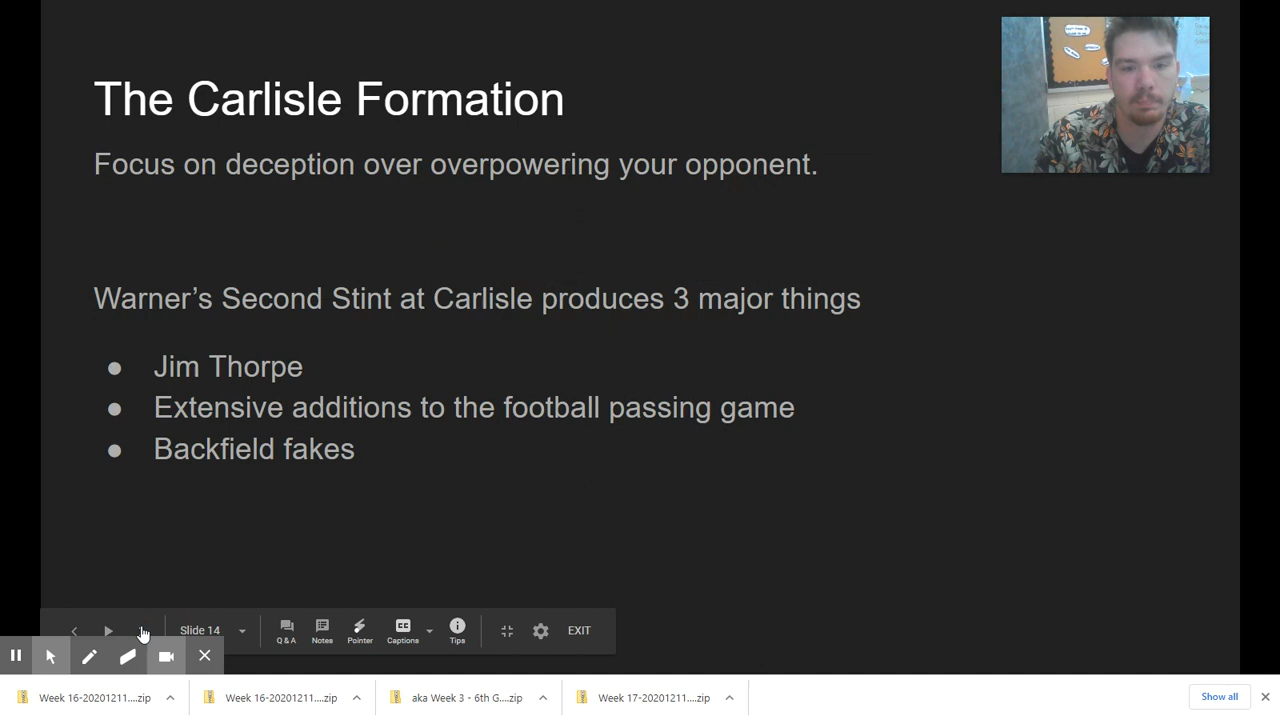 The Carlisle Formation
Focus on deception over overpowering your opponent.
Warner's Second Stint at Carlisle produces 3 major things
● Jim Thorpe
● Extensive additions to the football passing game
● Backfield fakes
Slide 14
Q & A
Notes
Pointer
CC
Captions
Tips
EXIT
Week 16-20201211....zip
Week 16-20201211....zip
aka Week 3 - 6th G....zip
Week 17-20201211....zip
Show all